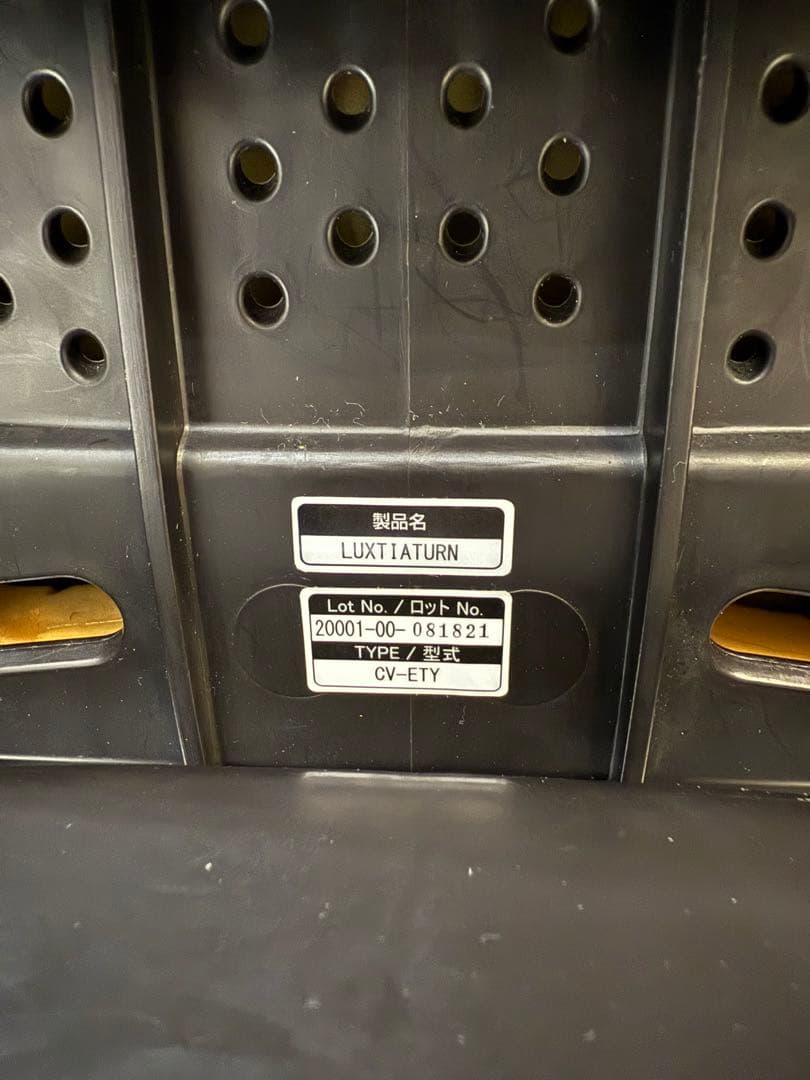 製品名
LUXTIATURN
Lot No. / ロット No.
20001-00-081821
TYPE / 型式
CV-ETY